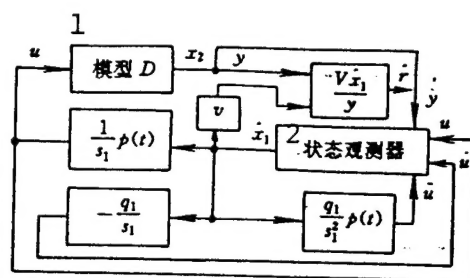 1
u
模型 D
x₂
y
Vẋ₁/y
ṙ
ẏ
v
u
1/s₁ p(t)
ẋ₁
2
状态观测器
u̇
-q₁/s₁
q₁/s₁² p(t)
ü